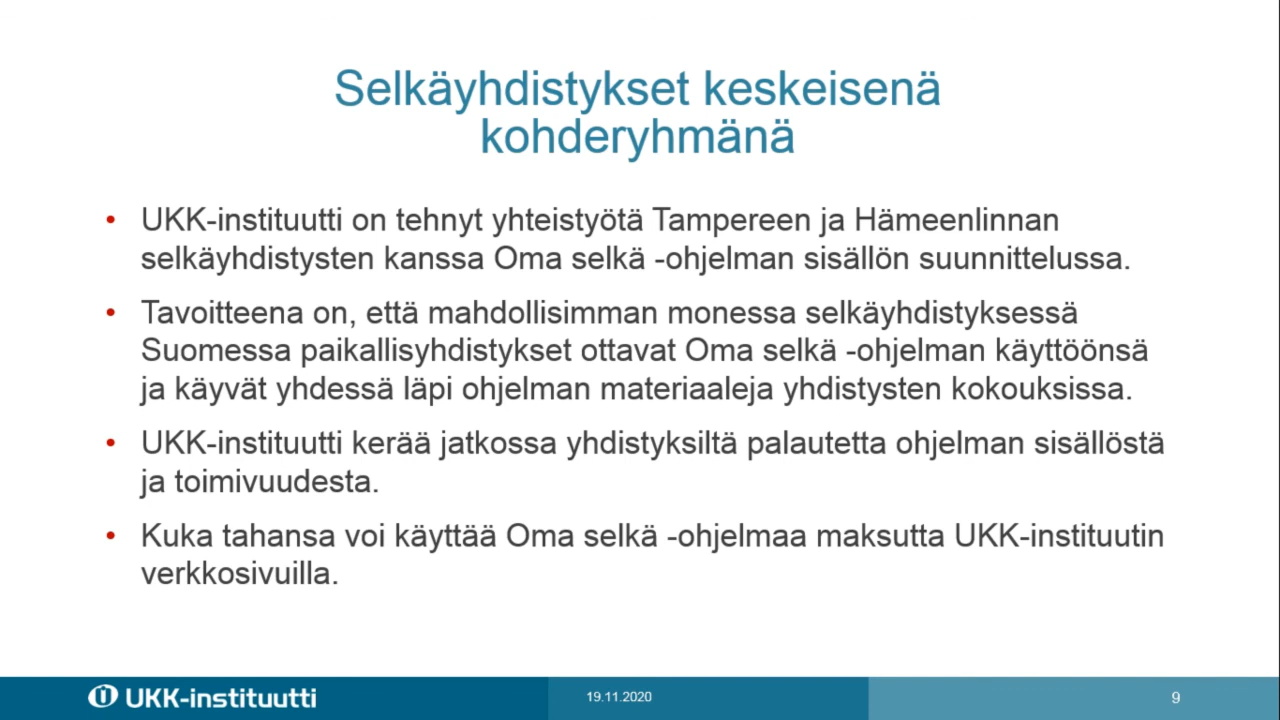 Selkäyhdistykset keskeisenä
kohderyhmänä
• UKK-instituutti on tehnyt yhteistyötä Tampereen ja Hämeenlinnan
selkäyhdistysten kanssa Oma selkä -ohjelman sisällön suunnittelussa.
• Tavoitteena on, että mahdollisimman monessa selkäyhdistyksessä
Suomessa paikallisyhdistykset ottavat Oma selkä -ohjelman käyttöönsä
ja käyvät yhdessä läpi ohjelman materiaaleja yhdistysten kokouksissa.
• UKK-instituutti kerää jatkossa yhdistyksiltä palautetta ohjelman sisällöstä
ja toimivuudesta.
• Kuka tahansa voi käyttää Oma selkä -ohjelmaa maksutta UKK-instituutin
verkkosivuilla.
UKK-instituutti
19.11.2020
9